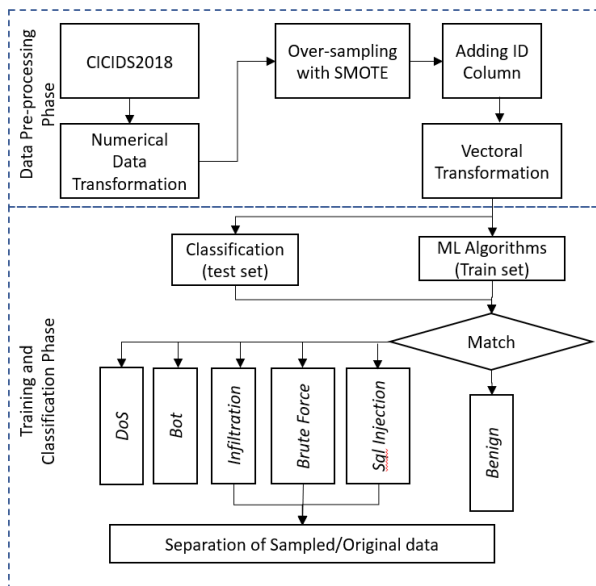 Data Pre-processing
Phase
CICIDS2018
Over-sampling
with SMOTE
Adding ID
Column
Numerical
Data
Transformation
Vectoral
Transformation
Training and
Classification Phase
Classification
(test set)
ML Algorithms
(Train set)
Match
DoS
Bot
Infiltration
Brute Force
Sql Injection
Benign
Separation of Sampled/Original data